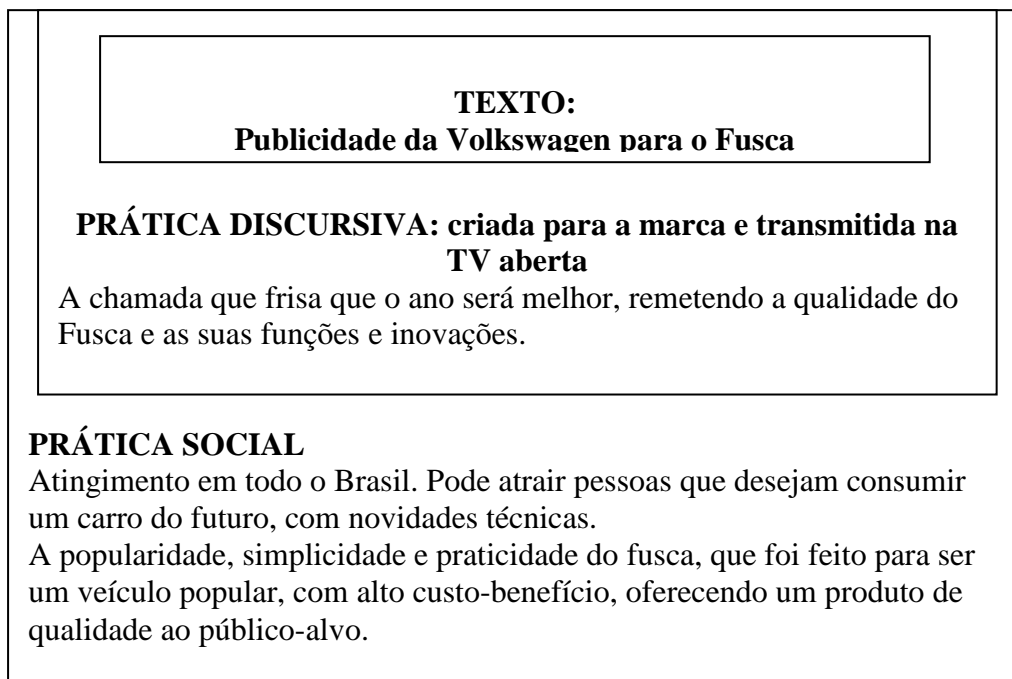 TEXTO:
Publicidade da Volkswagen para o Fusca
PRÁTICA DISCURSIVA: criada para a marca e transmitida na
TV aberta
A chamada que frisa que o ano será melhor, remetendo a qualidade do
Fusca e as suas funções e inovações.
PRÁTICA SOCIAL
Atingimento em todo o Brasil. Pode atrair pessoas que desejam consumir
um carro do futuro, com novidades técnicas.
A popularidade, simplicidade e praticidade do fusca, que foi feito para ser
um veículo popular, com alto custo-benefício, oferecendo um produto de
qualidade ao público-alvo.